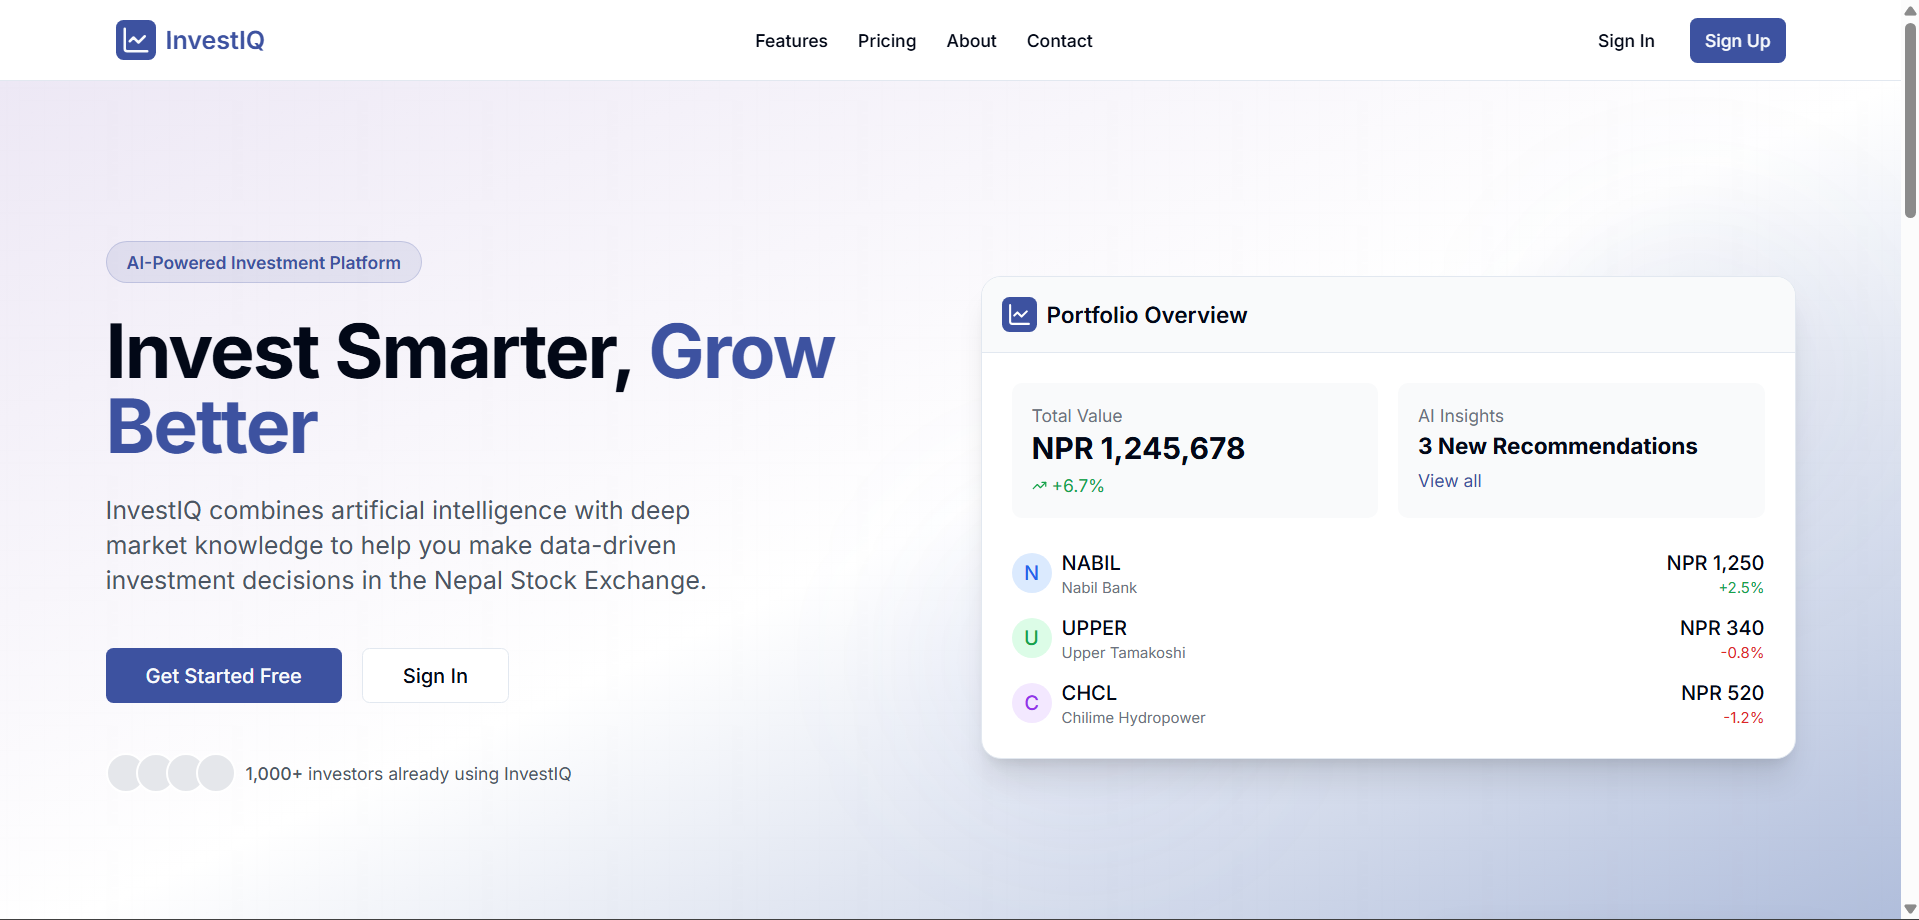 InvestIQ
Features
Pricing
About
Contact
Sign In
Sign Up
AI-Powered Investment Platform
Invest Smarter, Grow
Better
InvestIQ combines artificial intelligence with deep
market knowledge to help you make data-driven
investment decisions in the Nepal Stock Exchange.
Get Started Free
Sign In
1,000+ investors already using InvestIQ
Portfolio Overview
Total Value
NPR 1,245,678
+6.7%
AI Insights
3 New Recommendations
View all
N
NABIL
Nabil Bank
NPR 1,250
+2.5%
U
UPPER
Upper Tamakoshi
NPR 340
-0.8%
C
CHCL
Chilime Hydropower
NPR 520
-1.2%